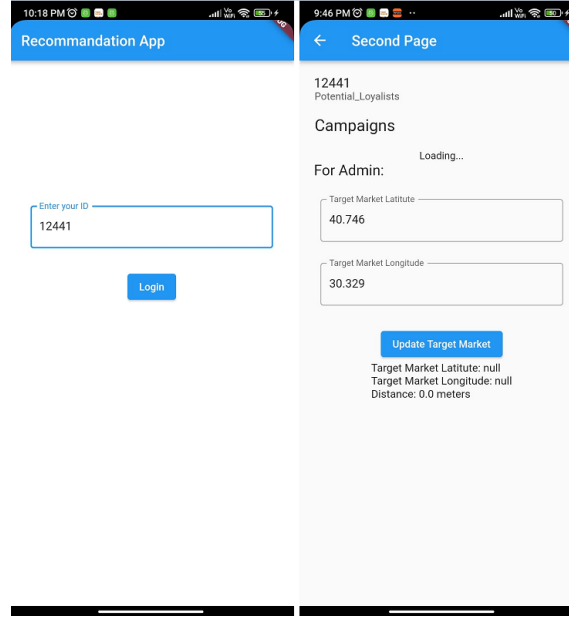 10:18 PM
Recommandation App
Enter your ID
12441
Login
9:46 PM
Second Page
12441
Potential_Loyalists
Campaigns
Loading...
For Admin:
Target Market Latitute
40.746
Target Market Longitude
30.329
Update Target Market
Target Market Latitute: null
Target Market Longitude: null
Distance: 0.0 meters